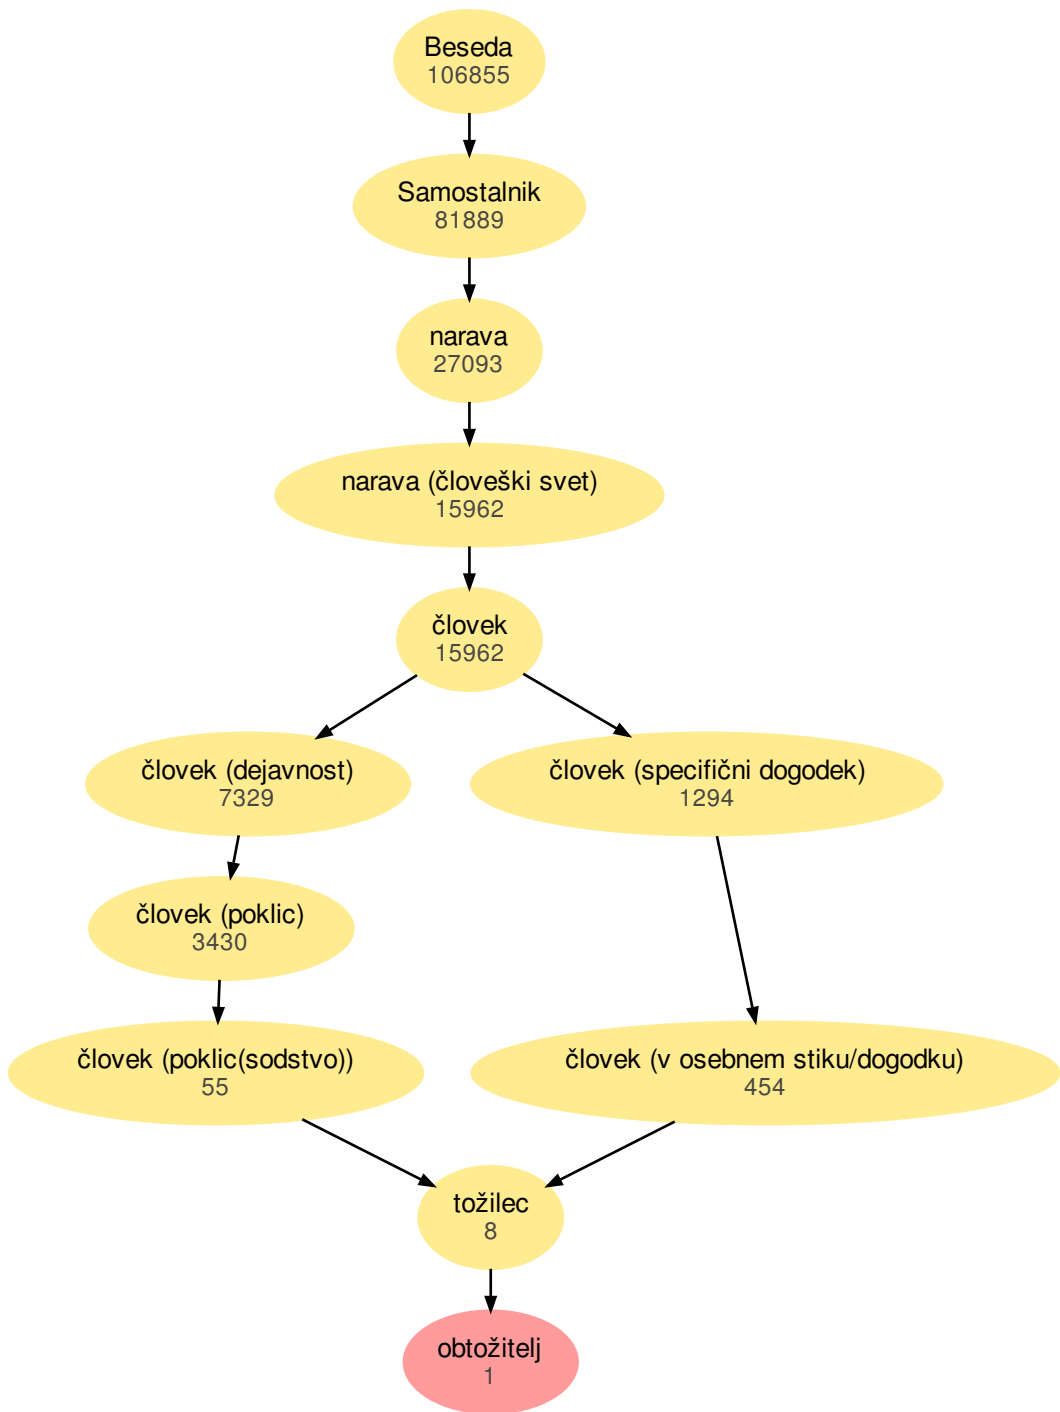 Beseda
106855
Samostalnik
81889
narava
27093
narava (človeški svet)
15962
človek
15962
človek (dejavnost)
7329
človek (specifični dogodek)
1294
človek (poklic)
3430
človek (poklic(sodstvo))
55
človek (v osebnem stiku/dogodku)
454
tožilec
8
obtožitelj
1